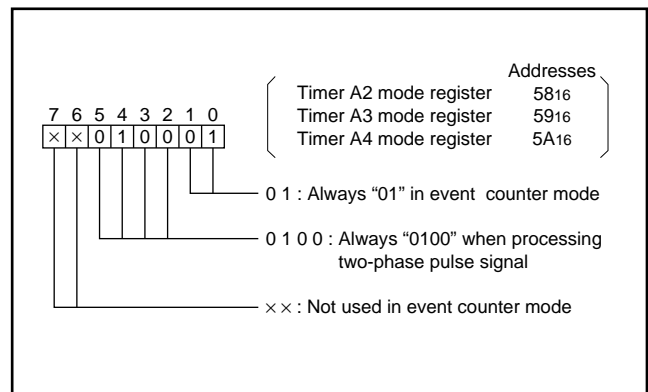 Addresses
Timer A2 mode register 5816
Timer A3 mode register 5916
Timer A4 mode register 5A16
7 6 5 4 3 2 1 0
× × 0 1 0 0 0 1
0 1 : Always “01” in event counter mode
0 1 0 0 : Always “0100” when processing
two-phase pulse signal
× × : Not used in event counter mode